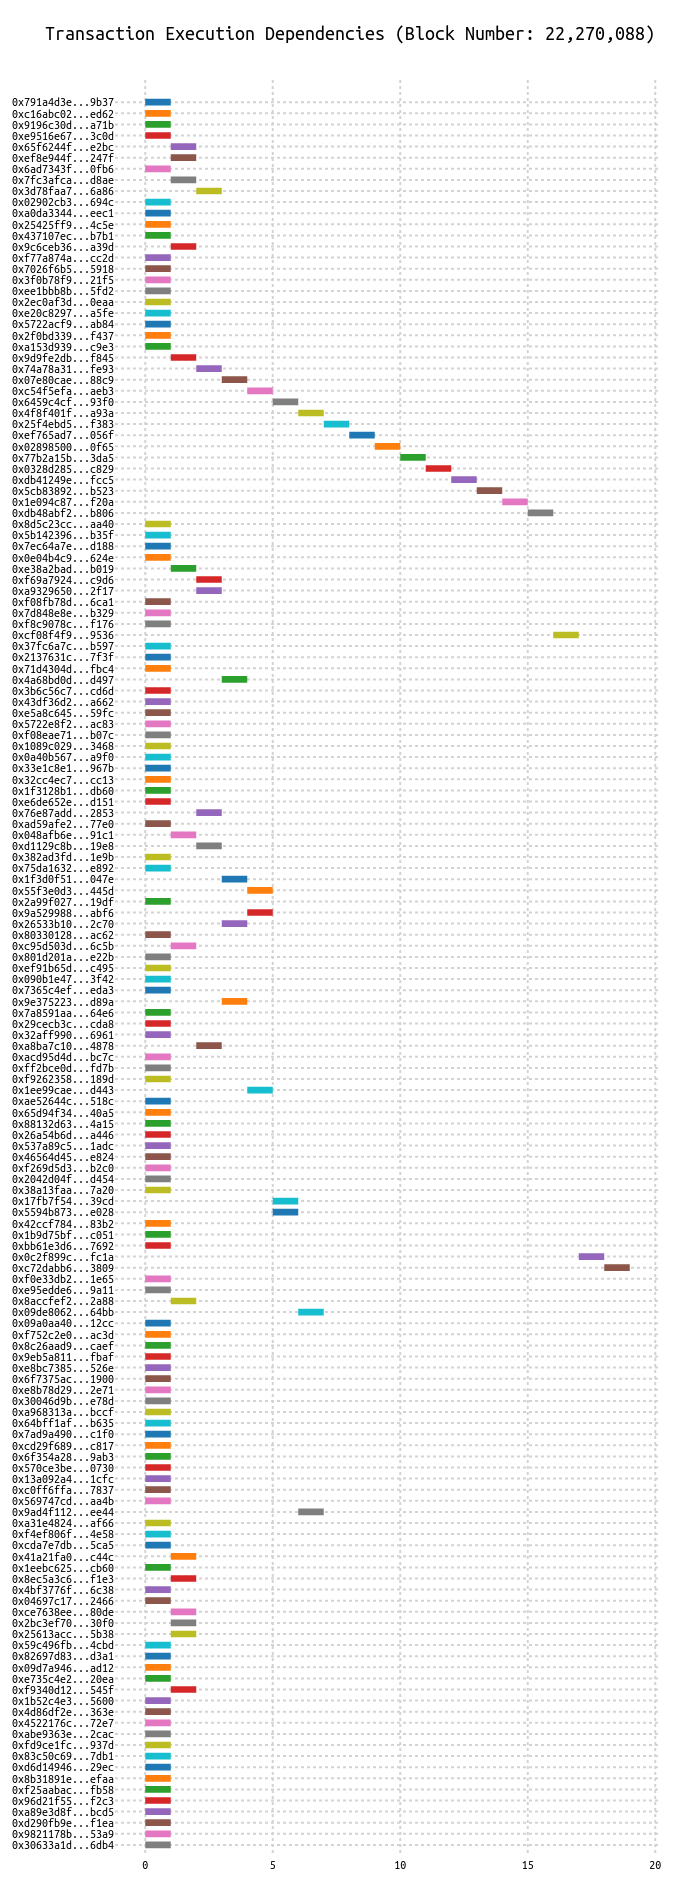 Transaction Execution Dependencies (Block Number: 22,270,088)
0x791a4d3e...9b37
0xc16abc02...ed62
0x9196c30d...a71b
0xe9516e67...3c0d
0x65f6244f...e2bc
0xef8e944f...247f
0x6ad7343f...0fb6
0x7fc3afca...d8ae
0x3d78faa7...6a86
0x02902cb3...694c
0xa0da3344...eec1
0x25425ff9...4c5e
0x437107ec...b7b1
0x9c6ceb36...a39d
0xf77a874a...cc2d
0x7026f6b5...5918
0x3f0b78f9...21f5
0xee1bbb8b...5fd2
0x2ec0af3d...0eaa
0xe20c8297...a5fe
0x5722acf9...ab84
0x2f0bd339...f437
0xa153d939...c9e3
0x9d9fe2db...f845
0x74a78a31...fe93
0x07e80cae...88c9
0xc54f5efa...aeb3
0x6459c4cf...93f0
0x4f8f401f...a93a
0x25f4ebd5...f383
0xef765ad7...056f
0x02898500...0f65
0x77b2a15b...3da5
0x0328d285...c829
0xdb41249e...fcc5
0x5cb83892...b523
0x1e094c87...f20a
0xdb48abf2...b806
0x8d5c23cc...aa40
0x5b142396...b35f
0x7ec64a7e...d188
0x0e04b4c9...624e
0xe38a2bad...b019
0xf69a7924...c9d6
0xa9329650...2f17
0xf08fb78d...6ca1
0x7d848e8e...b329
0xf8c9078c...f176
0xcf08f4f9...9536
0x37fc6a7c...b597
0x2137631c...7f3f
0x71d4304d...fbc4
0x4a68bd0d...d497
0x3b6c56c7...cd6d
0x43df36d2...a662
0xe5a8c645...59fc
0x5722e8f2...ac83
0xf08eae71...b07c
0x1089c029...3468
0x0a40b567...a9f0
0x33e1c8e1...967b
0x32cc4ec7...cc13
0x1f3128b1...db60
0xe6de652e...d151
0x76e87add...2853
0xad59afe2...77e0
0x048afb6e...91c1
0xd1129c8b...19e8
0x382ad3fd...1e9b
0x75da1632...e892
0x1f3d0f51...047e
0x55f3e0d3...445d
0x2a99f027...19df
0x9a529988...abf6
0x26533b10...2c70
0x80330128...ac62
0xc95d503d...6c5b
0x801d201a...e22b
0xef91b65d...c495
0x090b1e47...3f42
0x7365c4ef...eda3
0x9e375223...d89a
0x7a8591aa...64e6
0x29cecb3c...cda8
0x32aff990...6961
0xa8ba7c10...4878
0xacd95d4d...bc7c
0xff2bce0d...fd7b
0xf9262358...189d
0x1ee99cae...d443
0xae52644c...518c
0x65d94f34...40a5
0x88132d63...4a15
0x26a54b6d...a446
0x537a89c5...1adc
0x46564d45...e824
0xf269d5d3...b2c0
0x2042d04f...d454
0x38a13faa...7a20
0x17fb7f54...39cd
0x5594b873...e028
0x42ccf784...83b2
0x1b9d75bf...c051
0xbb61e3d6...7692
0x0c2f899c...fc1a
0xc72dabb6...3809
0xf0e33db2...1e65
0xe95edde6...9a11
0x8accfef2...2a88
0x09de8062...64bb
0x09a0aa40...12cc
0xf752c2e0...ac3d
0x8c26aad9...caef
0x9eb5a811...fbaf
0xe8bc7385...526e
0x6f7375ac...1900
0xe8b78d29...2e71
0x30046d9b...e78d
0xa968313a...bccf
0x64bff1af...b635
0x7ad9a490...c1f0
0xcd29f689...c817
0x6f354a28...9ab3
0x570ce3be...0730
0x13a092a4...1cfc
0xc0ff6ffa...7837
0x569747cd...aa4b
0x9ad4f112...ee44
0xa31e4824...af66
0xf4ef806f...4e58
0xcda7e7db...5ca5
0x41a21fa0...c44c
0x1eebc625...cb60
0x8ec5a3c6...f1e3
0x4bf3776f...6c38
0x04697c17...2466
0xce7638ee...80de
0x2bc3ef70...30f0
0x25613acc...5b38
0x59c496fb...4cbd
0x82697d83...d3a1
0x09d7a946...ad12
0xe735c4e2...20ea
0xf9340d12...545f
0x1b52c4e3...5600
0x4d86df2e...363e
0x4522176c...72e7
0xabe9363e...2cac
0xfd9ce1fc...937d
0x83c50c69...7db1
0xd6d14946...29ec
0x8b31891e...efaa
0xf25aabac...fb58
0x96d21f55...f2c3
0xa89e3d8f...bcd5
0xd290fb9e...f1ea
0x9821178b...53a9
0x30633a1d...6db4
0 5 10 15 20